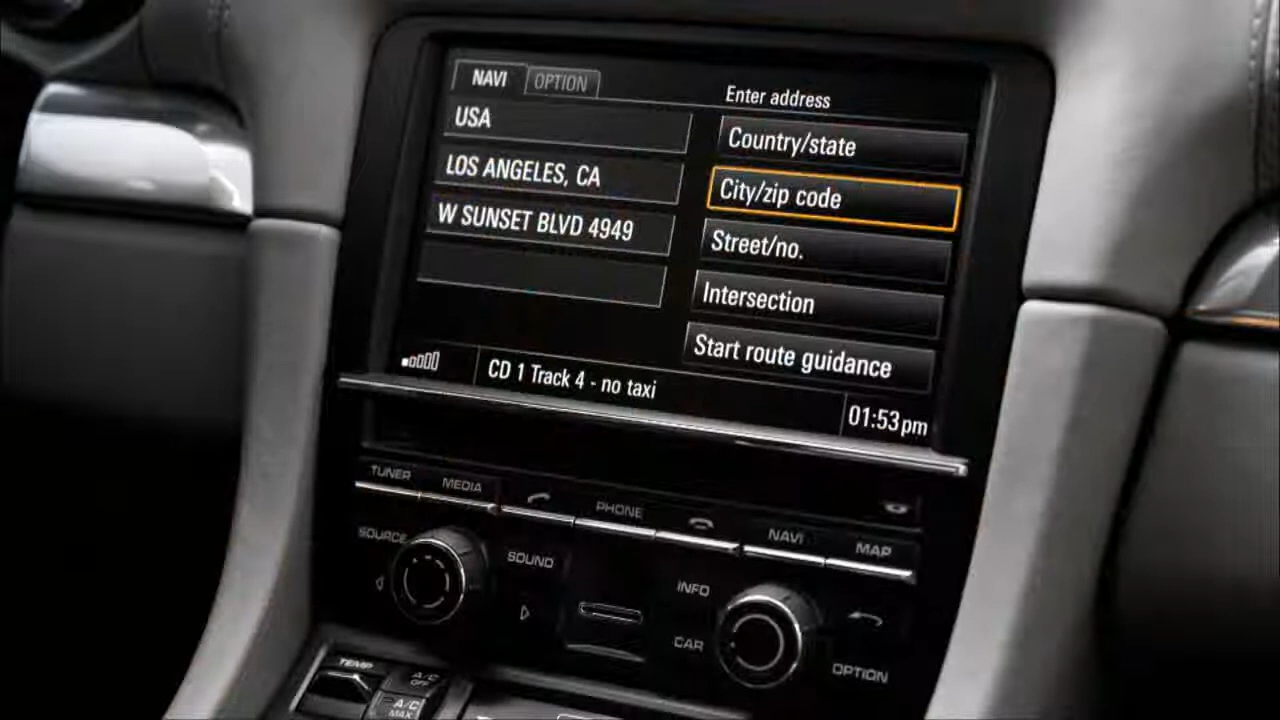 NAVI
OPTION
Enter address
USA
Country/state
LOS ANGELES, CA
City/zip code
W SUNSET BLVD 4949
Street/no.
Intersection
Start route guidance
CD 1 Track 4 - no taxi
01:53 pm
TUNER
MEDIA
PHONE
NAVI
MAP
SOURCE
SOUND
INFO
CAR
OPTION
TEMP
A/C OFF
A/C MAX